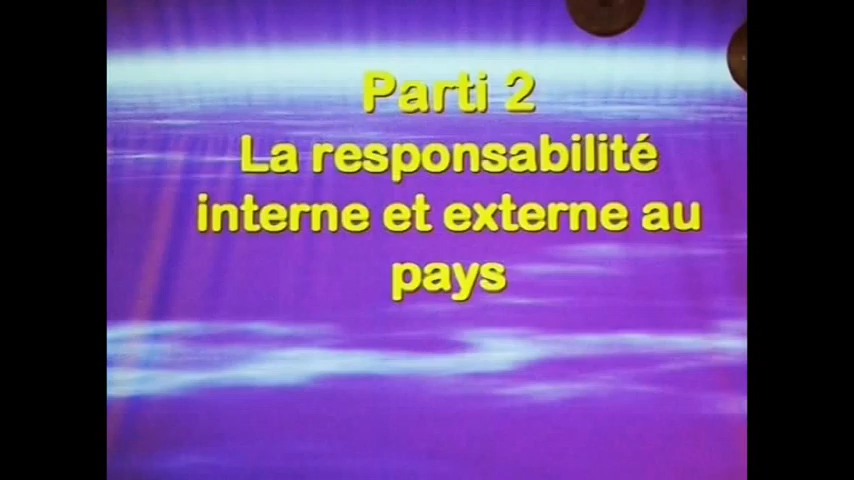 Parti 2
La responsabilité
interne et externe au
pays